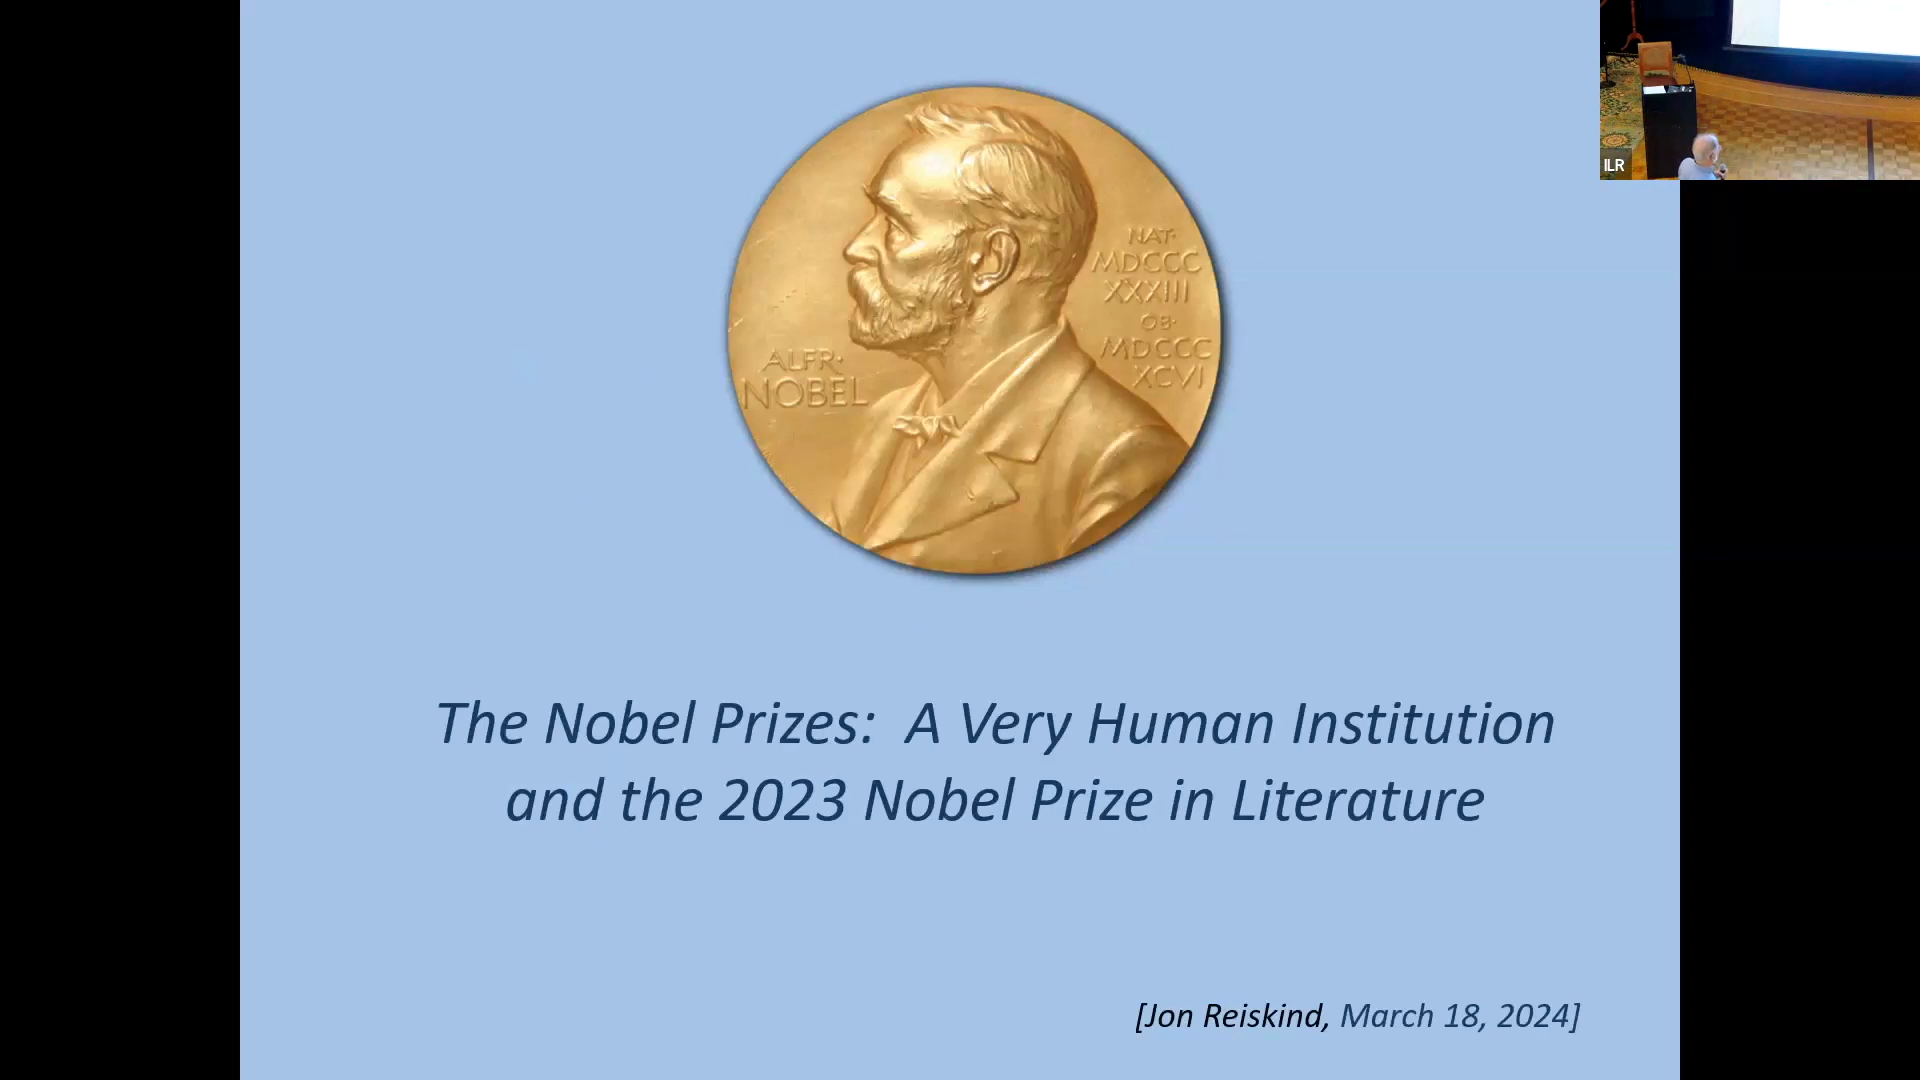 ALFR·
NOBEL
NAT·
MDCCC
XXXIII
OB·
MDCCC
XCVI
ILR
The Nobel Prizes: A Very Human Institution
and the 2023 Nobel Prize in Literature
[Jon Reiskind, March 18, 2024]